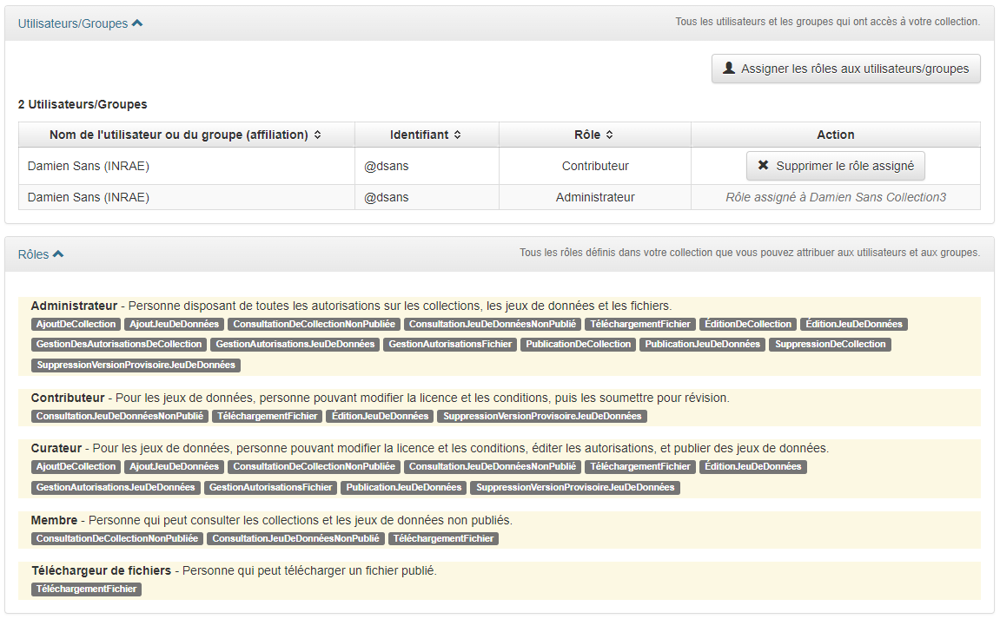 Utilisateurs/Groupes
Tous les utilisateurs et les groupes qui ont accès à votre collection.
Assigner les rôles aux utilisateurs/groupes
2 Utilisateurs/Groupes
Nom de l'utilisateur ou du groupe (affiliation) Identifiant Rôle Action
Damien Sans (INRAE) @dsans Contributeur Supprimer le rôle assigné
Damien Sans (INRAE) @dsans Administrateur Rôle assigné à Damien Sans Collection3
Rôles
Tous les rôles définis dans votre collection que vous pouvez attribuer aux utilisateurs et aux groupes.
Administrateur - Personne disposant de toutes les autorisations sur les collections, les jeux de données et les fichiers.
AjoutDeCollection AjoutJeuDeDonnées ConsultationDeCollectionNonPubliée ConsultationJeuDeDonnéesNonPublié TéléchargementFichier ÉditionDeCollection ÉditionJeuDeDonnées
GestionDesAutorisationsDeCollection GestionAutorisationsJeuDeDonnées GestionAutorisationsFichier PublicationDeCollection PublicationJeuDeDonnées SuppressionDeCollection
SuppressionVersionProvisoireJeuDeDonnées
Contributeur - Pour les jeux de données, personne pouvant modifier la licence et les conditions, puis les soumettre pour révision.
ConsultationJeuDeDonnéesNonPublié TéléchargementFichier ÉditionJeuDeDonnées SuppressionVersionProvisoireJeuDeDonnées
Curateur - Pour les jeux de données, personne pouvant modifier la licence et les conditions, éditer les autorisations, et publier des jeux de données.
AjoutDeCollection AjoutJeuDeDonnées ConsultationDeCollectionNonPubliée ConsultationJeuDeDonnéesNonPublié TéléchargementFichier ÉditionJeuDeDonnées
GestionAutorisationsJeuDeDonnées GestionAutorisationsFichier PublicationJeuDeDonnées SuppressionVersionProvisoireJeuDeDonnées
Membre - Personne qui peut consulter les collections et les jeux de données non publiés.
ConsultationDeCollectionNonPubliée ConsultationJeuDeDonnéesNonPublié TéléchargementFichier
Téléchargeur de fichiers - Personne qui peut télécharger un fichier publié.
TéléchargementFichier